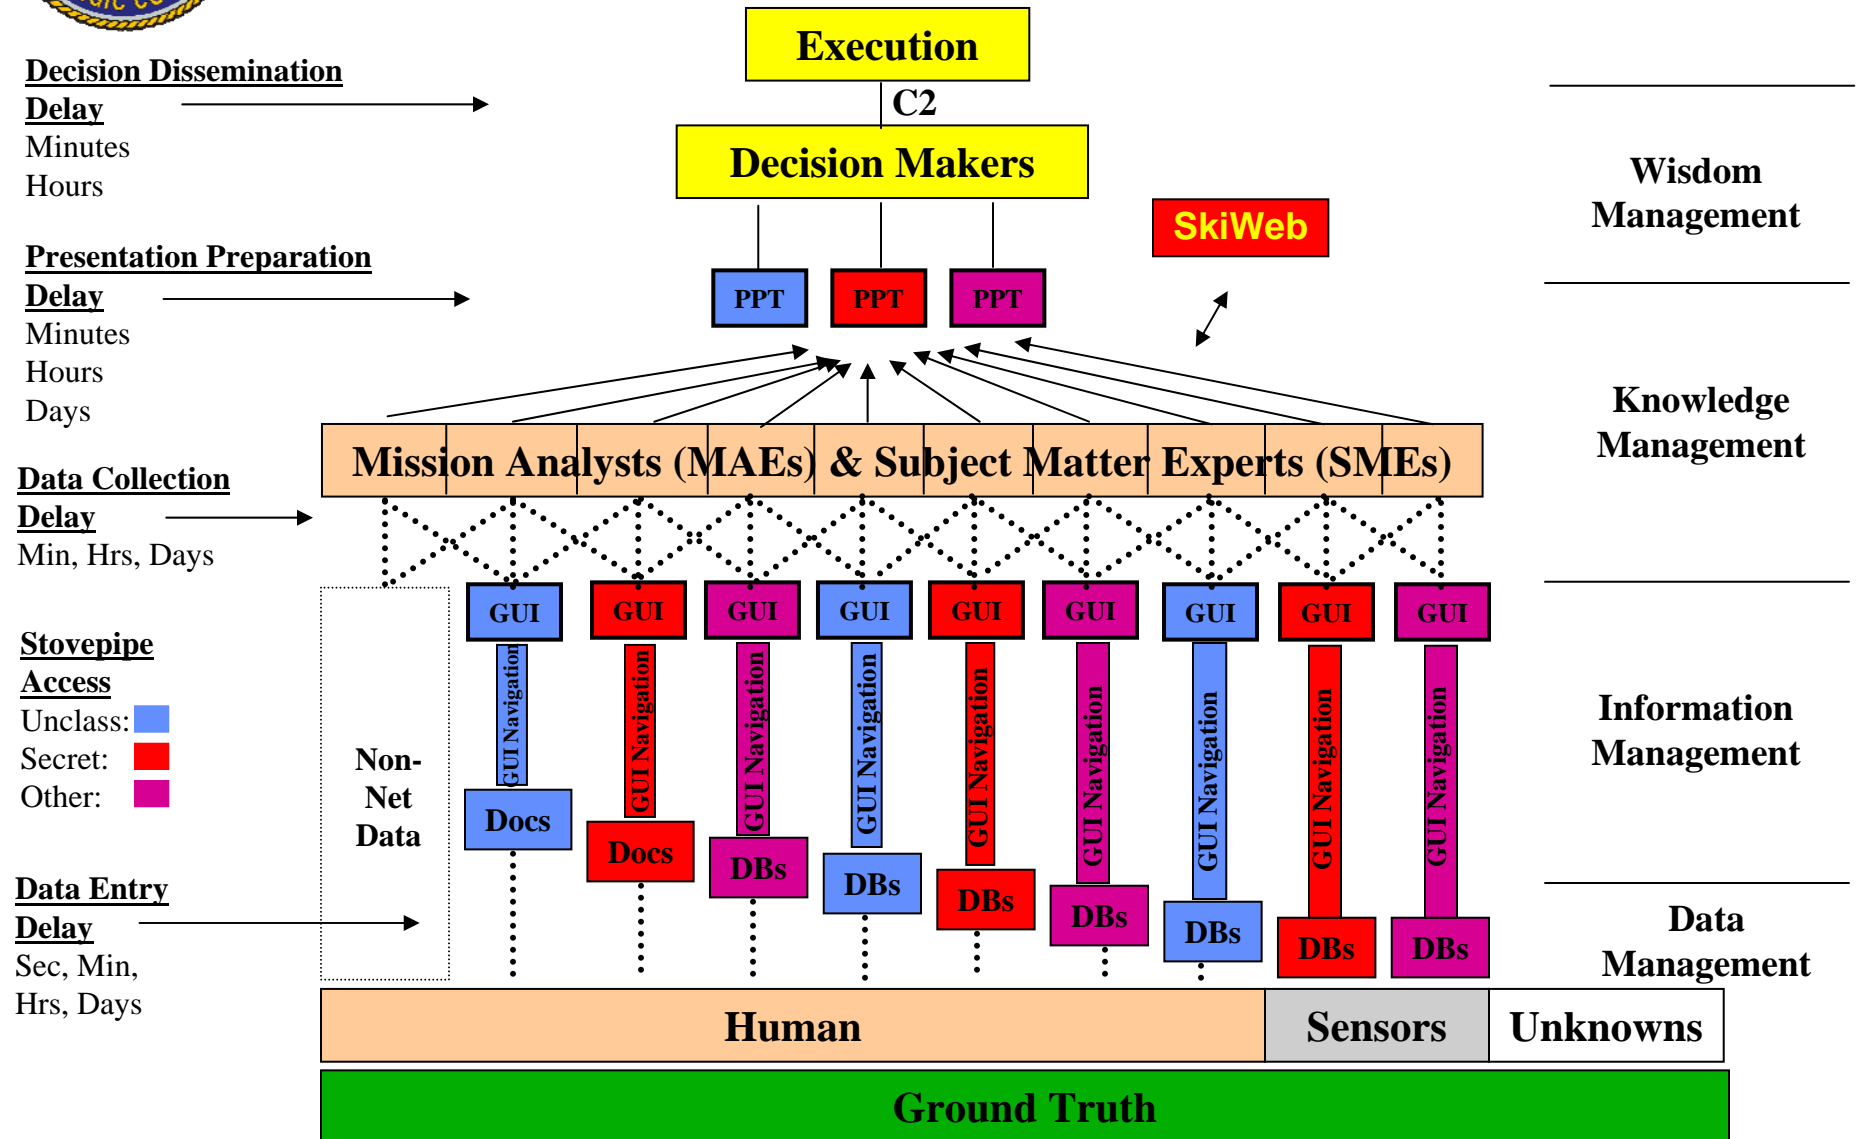 GIC CO
Execution
Decision Dissemination
Delay
Minutes
Hours
C2
Decision Makers
Wisdom
Management
SkiWeb
Presentation Preparation
Delay
Minutes
Hours
Days
PPT
PPT
PPT
Knowledge
Management
Mission Analysts (MAEs) & Subject Matter Experts (SMEs)
Data Collection
Delay
Min, Hrs, Days
GUI
GUI
GUI
GUI
GUI
GUI
GUI
GUI
GUI
Stovepipe
Access
Unclass:
Secret:
Other:
Non-
Net
Data
GUI Navigation
GUI Navigation
GUI Navigation
GUI Navigation
GUI Navigation
GUI Navigation
GUI Navigation
GUI Navigation
GUI Navigation
Information
Management
Docs
Docs
DBs
DBs
DBs
DBs
DBs
DBs
DBs
Data Entry
Delay
Sec, Min,
Hrs, Days
Data
Management
Human
Sensors
Unknowns
Ground Truth